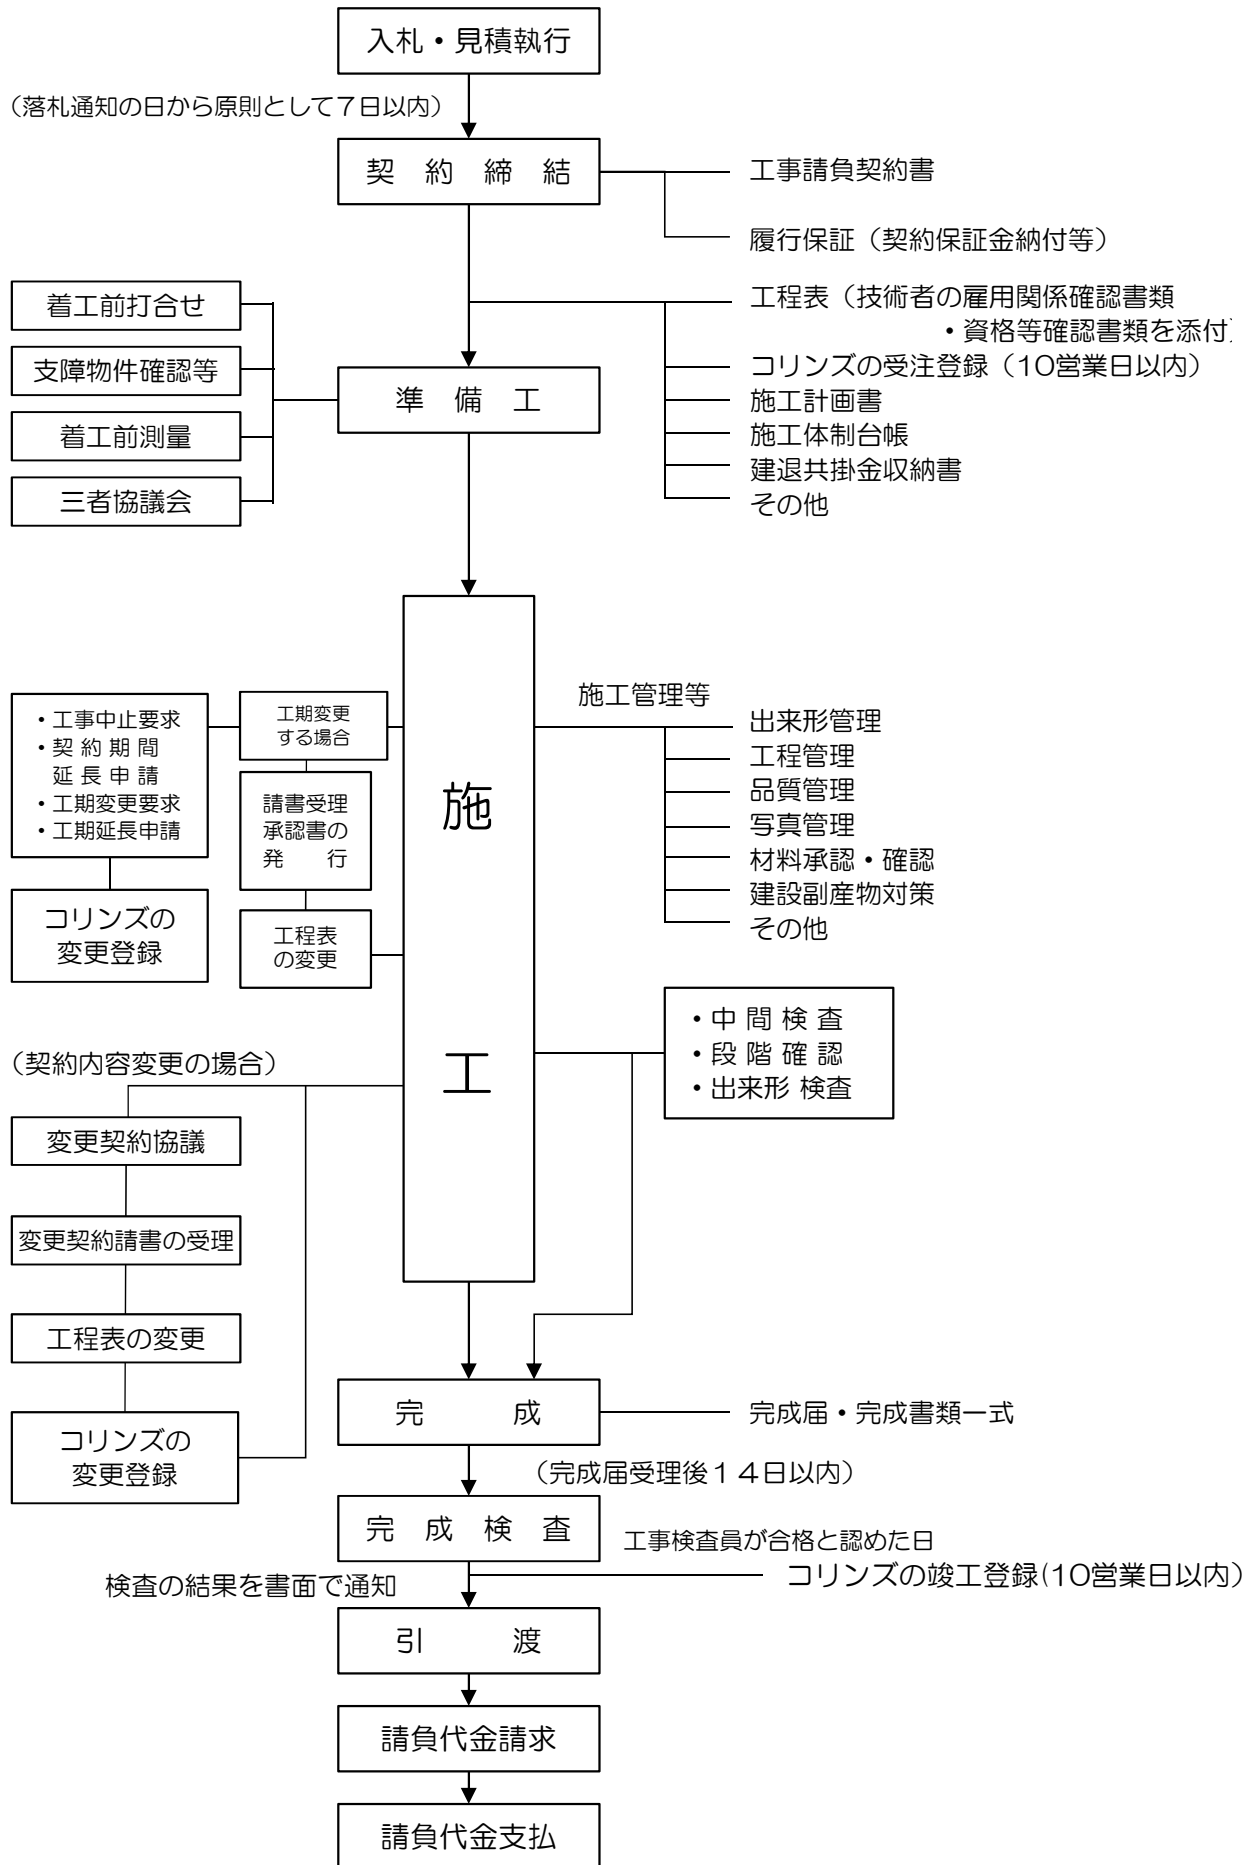 入札・見積執行
（落札通知の日から原則として７日以内）
契約締結
工事請負契約書
履行保証（契約保証金納付等）
着工前打合せ
支障物件確認等
着工前測量
三者協議会
準備工
工程表（技術者の雇用関係確認書類
・資格等確認書類を添付）
コリンズの受注登録（10営業日以内）
施工計画書
施工体制台帳
建退共掛金収納書
その他
施工
施工管理等
出来形管理
工程管理
品質管理
写真管理
材料承認・確認
建設副産物対策
その他
・工事中止要求
・契約期間
延長申請
・工期変更要求
・工期延長申請
コリンズの
変更登録
工期変更
する場合
請書受理
承認書の
発　　行
工程表
の変更
・中間検査
・段階確認
・出来形 検査
（契約内容変更の場合）
変更契約協議
変更契約請書の受理
工程表の変更
コリンズの
変更登録
完　　成
完成届・完成書類一式
（完成届受理後１４日以内）
完成検査
工事検査員が合格と認めた日
検査の結果を書面で通知
コリンズの竣工登録(10営業日以内）
引　　渡
請負代金請求
請負代金支払